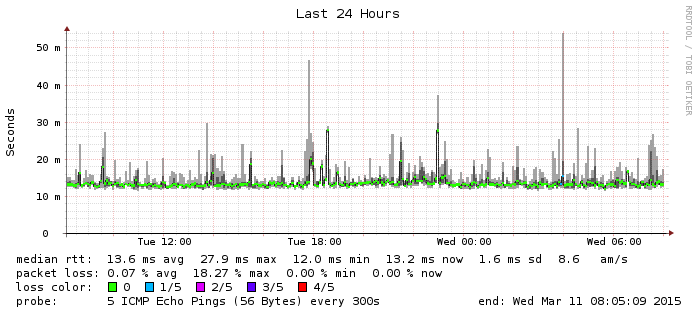 Last 24 Hours
RRDTOOL / TOBI OETIKER
Seconds
50 m
40 m
30 m
20 m
10 m
0
Tue 12:00 Tue 18:00 Wed 00:00 Wed 06:00
median rtt: 13.6 ms avg 27.9 ms max 12.0 ms min 13.2 ms now 1.6 ms sd 8.6 am/s
packet loss: 0.07 % avg 18.27 % max 0.00 % min 0.00 % now
loss color: 0 1/5 2/5 3/5 4/5
probe: 5 ICMP Echo Pings (56 Bytes) every 300s end: Wed Mar 11 08:05:09 2015